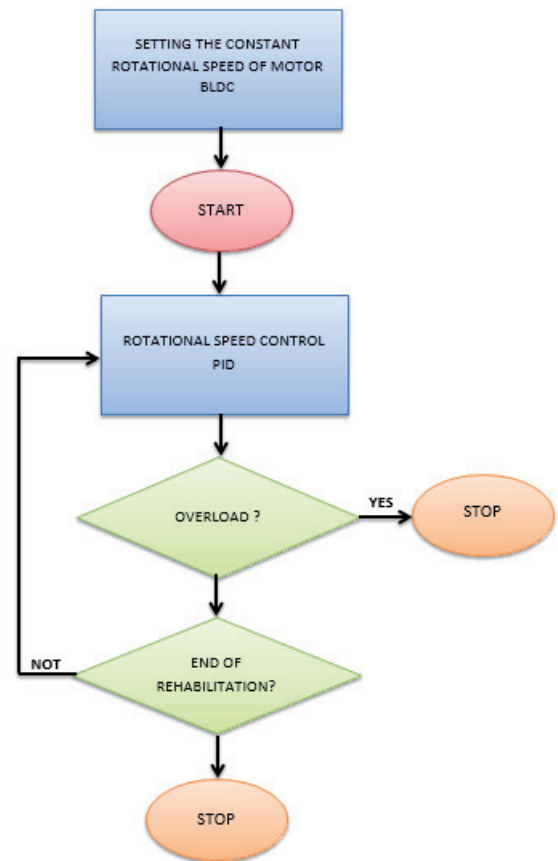 SETTING THE CONSTANT
ROTATIONAL SPEED OF MOTOR
BLDC
START
ROTATIONAL SPEED CONTROL
PID
OVERLOAD ?
YES
STOP
END OF
REHABILITATION?
NOT
STOP